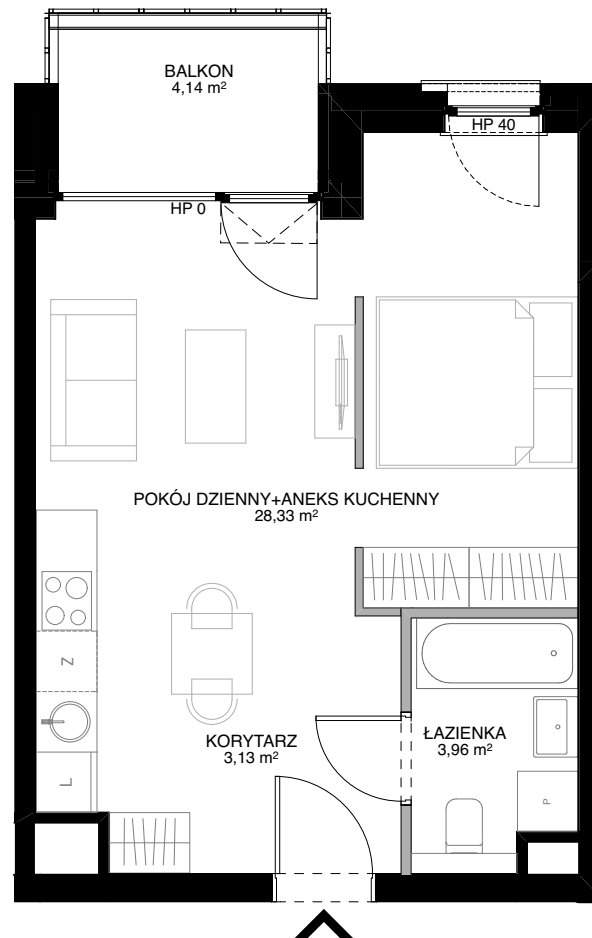 BALKON
4,14 m²
HP 40
HP 0
POKÓJ DZIENNY+ANEKS KUCHENNY
28,33 m²
Z
KORYTARZ
3,13 m²
ŁAZIENKA
3,96 m²
L
P